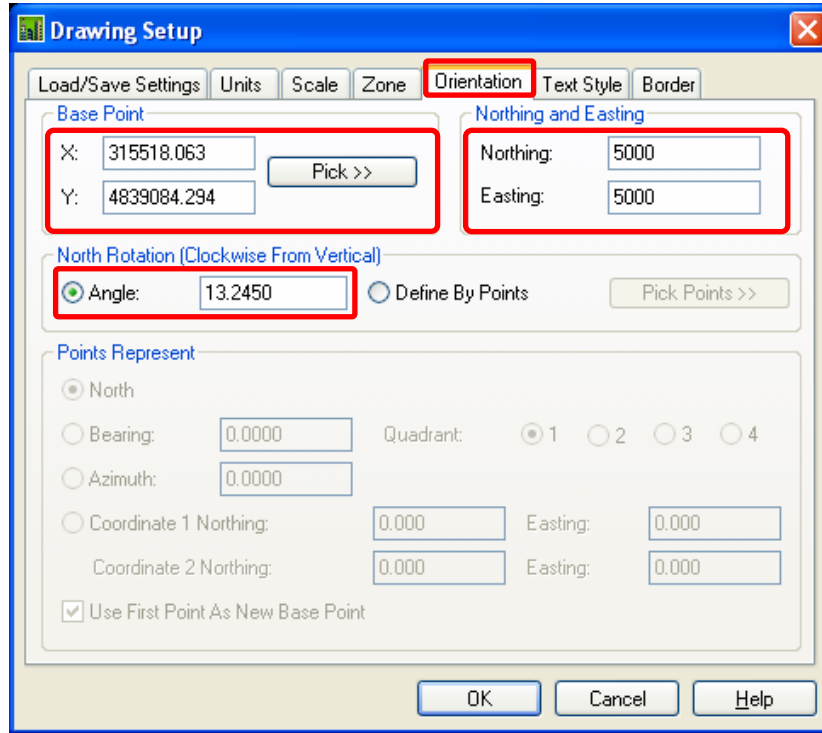 Drawing Setup
Load/Save Settings Units Scale Zone Orientation Text Style Border
Base Point
X: 315518.063
Pick >>
Y: 4839084.294
Northing and Easting
Northing: 5000
Easting: 5000
North Rotation (Clockwise From Vertical)
Angle: 13.2450 Define By Points Pick Points >>
Points Represent
North
Bearing: 0.0000 Quadrant: 1 2 3 4
Azimuth: 0.0000
Coordinate 1 Northing: 0.000 Easting: 0.000
Coordinate 2 Northing: 0.000 Easting: 0.000
Use First Point As New Base Point
OK Cancel Help